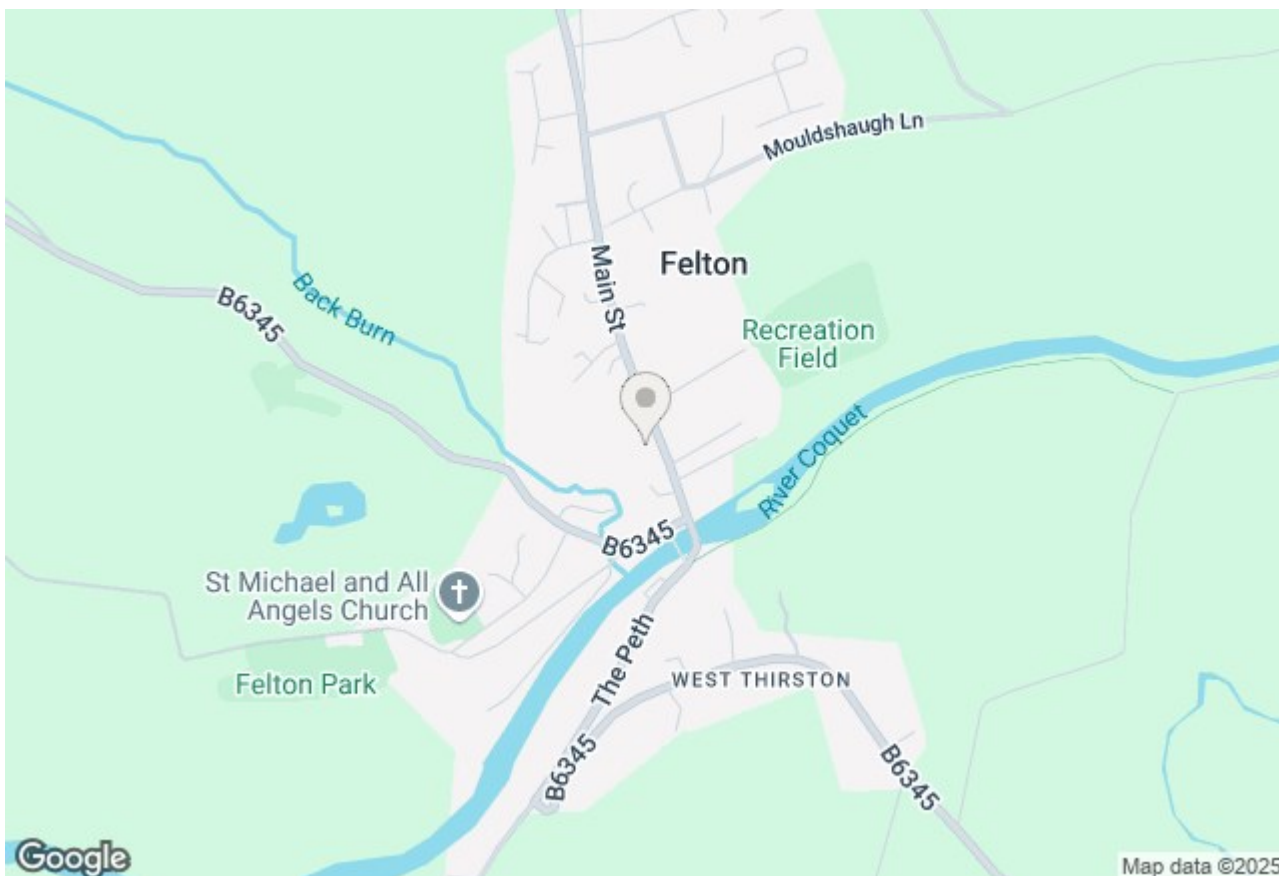 Mouldshaugh Ln
Felton
Main St
Recreation
Field
B6345
Back Burn
River Coquet
B6345
St Michael and All
Angels Church
Felton Park
The Peth
WEST THIRSTON
B6345
B6345
Google
Map data ©2025